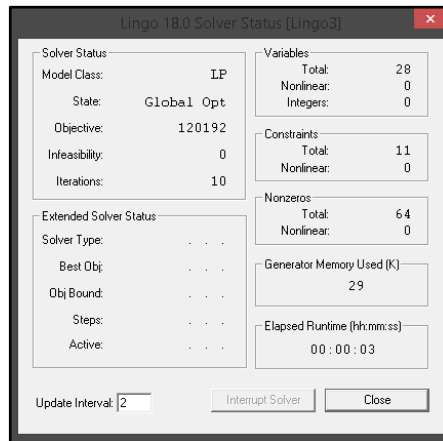 Lingo 18.0 Solver Status [Lingo3]
Solver Status
Model Class: LP
State: Global Opt
Objective: 120192
Infeasibility: 0
Iterations: 10
Extended Solver Status
Solver Type: . . .
Best Obj: . . .
Obj Bound: . . .
Steps: . . .
Active: . . .
Variables
Total: 28
Nonlinear: 0
Integers: 0
Constraints
Total: 11
Nonlinear: 0
Nonzeros
Total: 64
Nonlinear: 0
Generator Memory Used (K)
29
Elapsed Runtime (hh:mm:ss)
00:00:03
Update Interval: 2
Interrupt Solver
Close